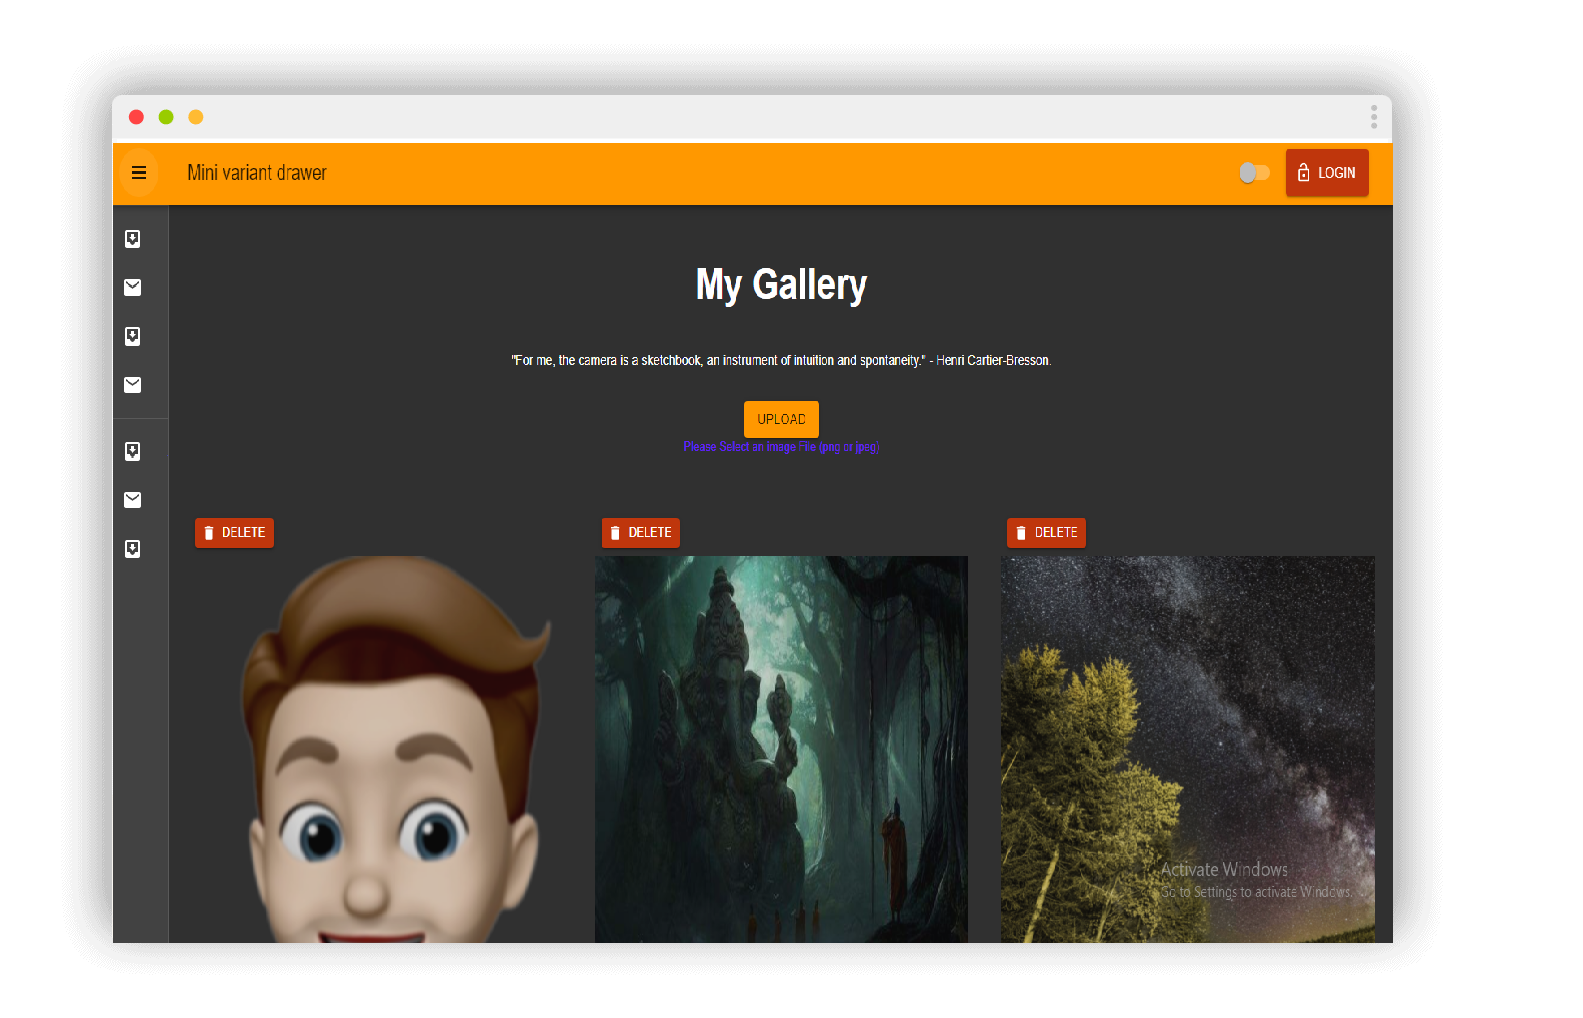 Mini variant drawer
LOGIN
My Gallery
"For me, the camera is a sketchbook, an instrument of intuition and spontaneity." - Henri Cartier-Bresson.
UPLOAD
Please Select an image File (png or jpeg)
DELETE
DELETE
DELETE
Activate Windows
Go to Settings to activate Windows.